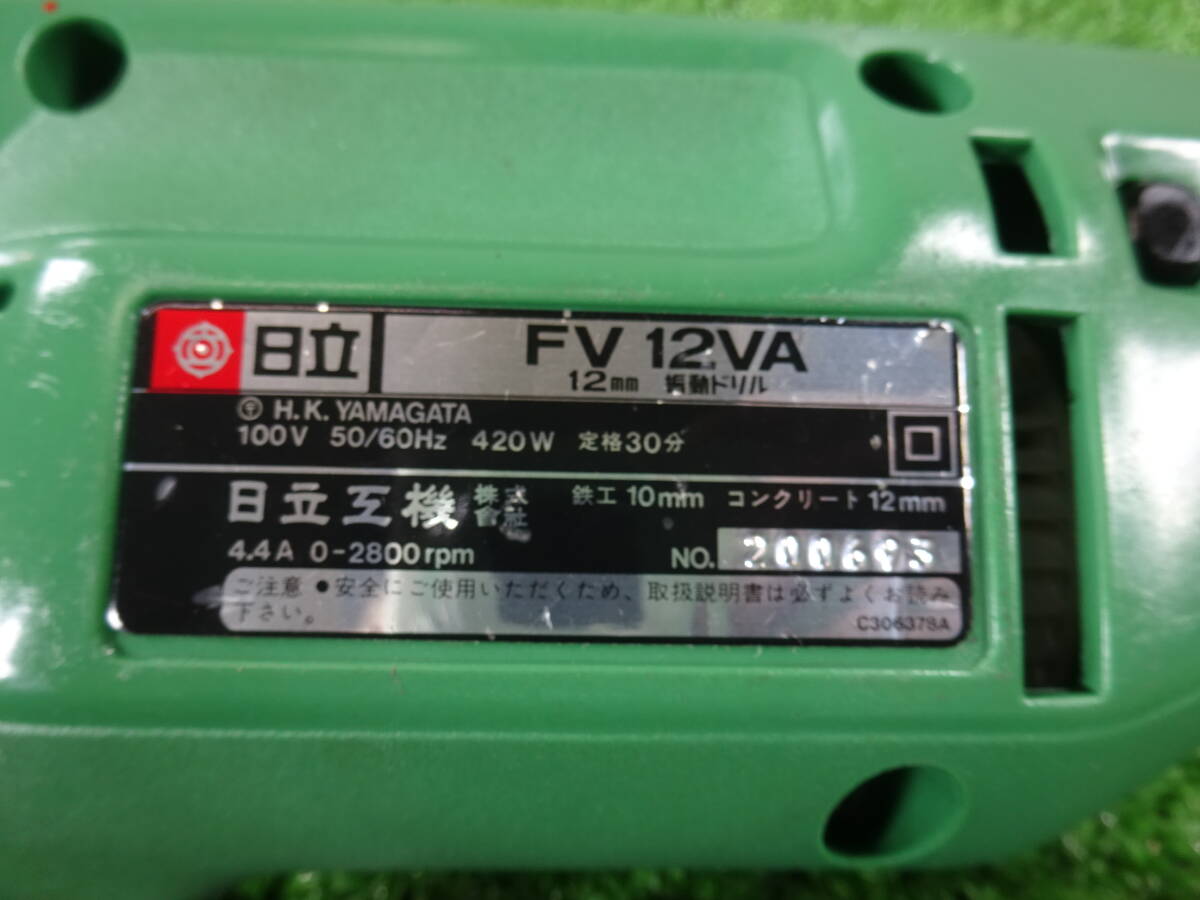 日立 FV 12VA
12mm 振動ドリル
H.K. YAMAGATA
100V 50/60Hz 420W 定格30分
日立工機 株式會社 鉄工 10mm コンクリート 12mm
4.4A 0-2800rpm NO. 200693
ご注意 ●安全にご使用いただくため、取扱説明書は必ずよくお読み
下さい。
C306378A